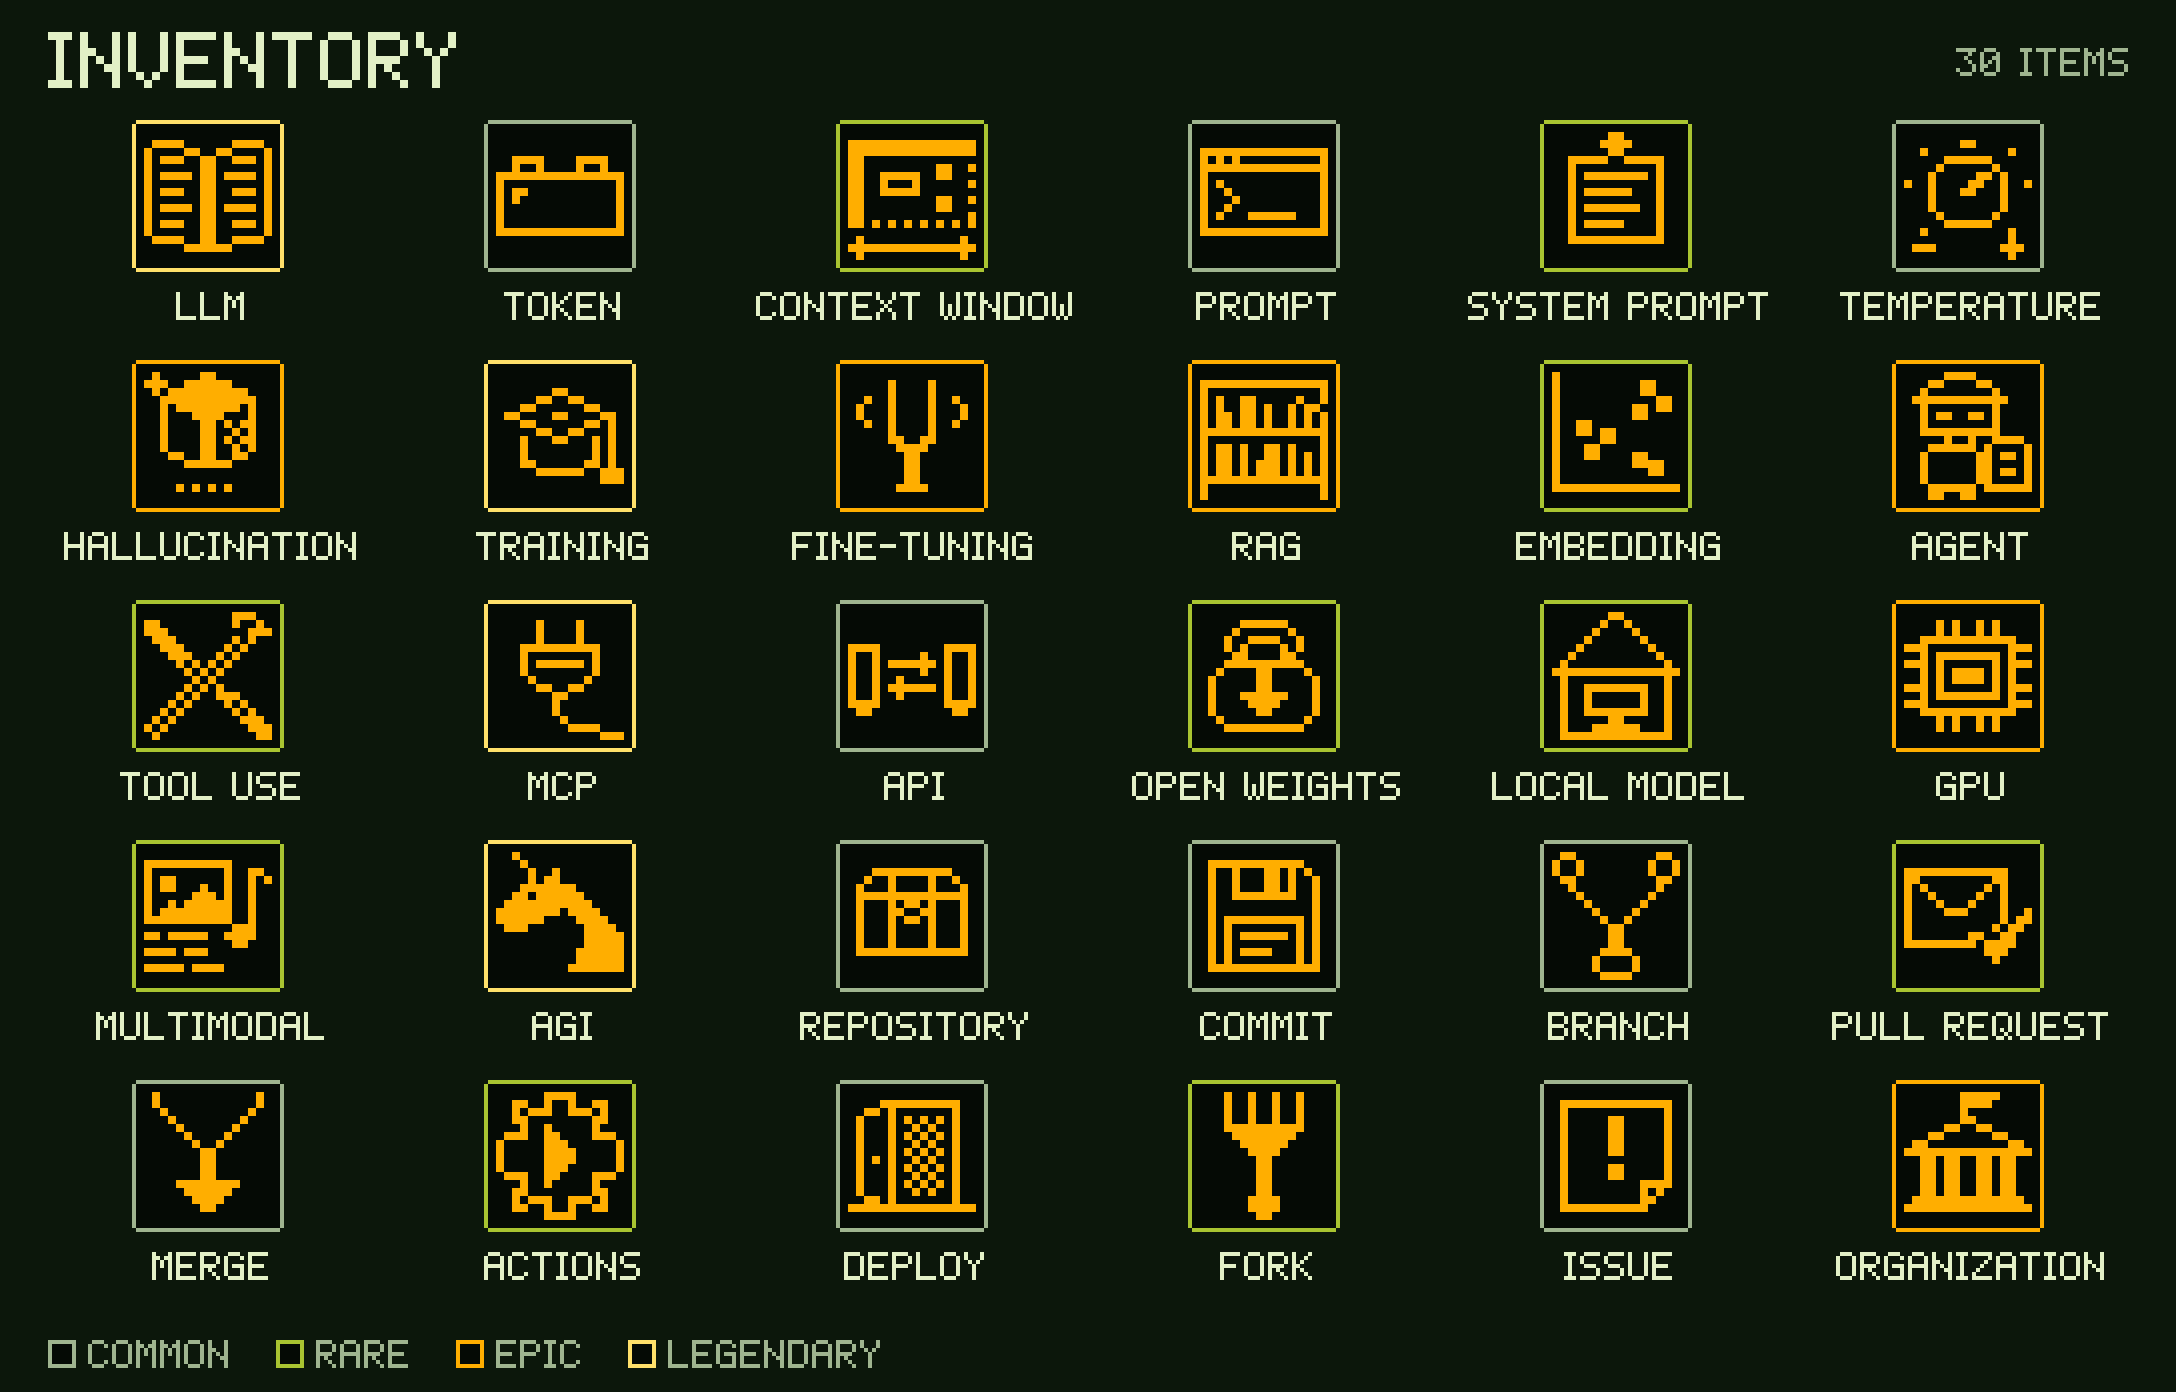 INVENTORY
30 ITEMS
LLM TOKEN CONTEXT WINDOW PROMPT SYSTEM PROMPT TEMPERATURE
HALLUCINATION TRAINING FINE-TUNING RAG EMBEDDING AGENT
TOOL USE MCP API OPEN WEIGHTS LOCAL MODEL GPU
MULTIMODAL AGI REPOSITORY COMMIT BRANCH PULL REQUEST
MERGE ACTIONS DEPLOY FORK ISSUE ORGANIZATION
COMMON RARE EPIC LEGENDARY